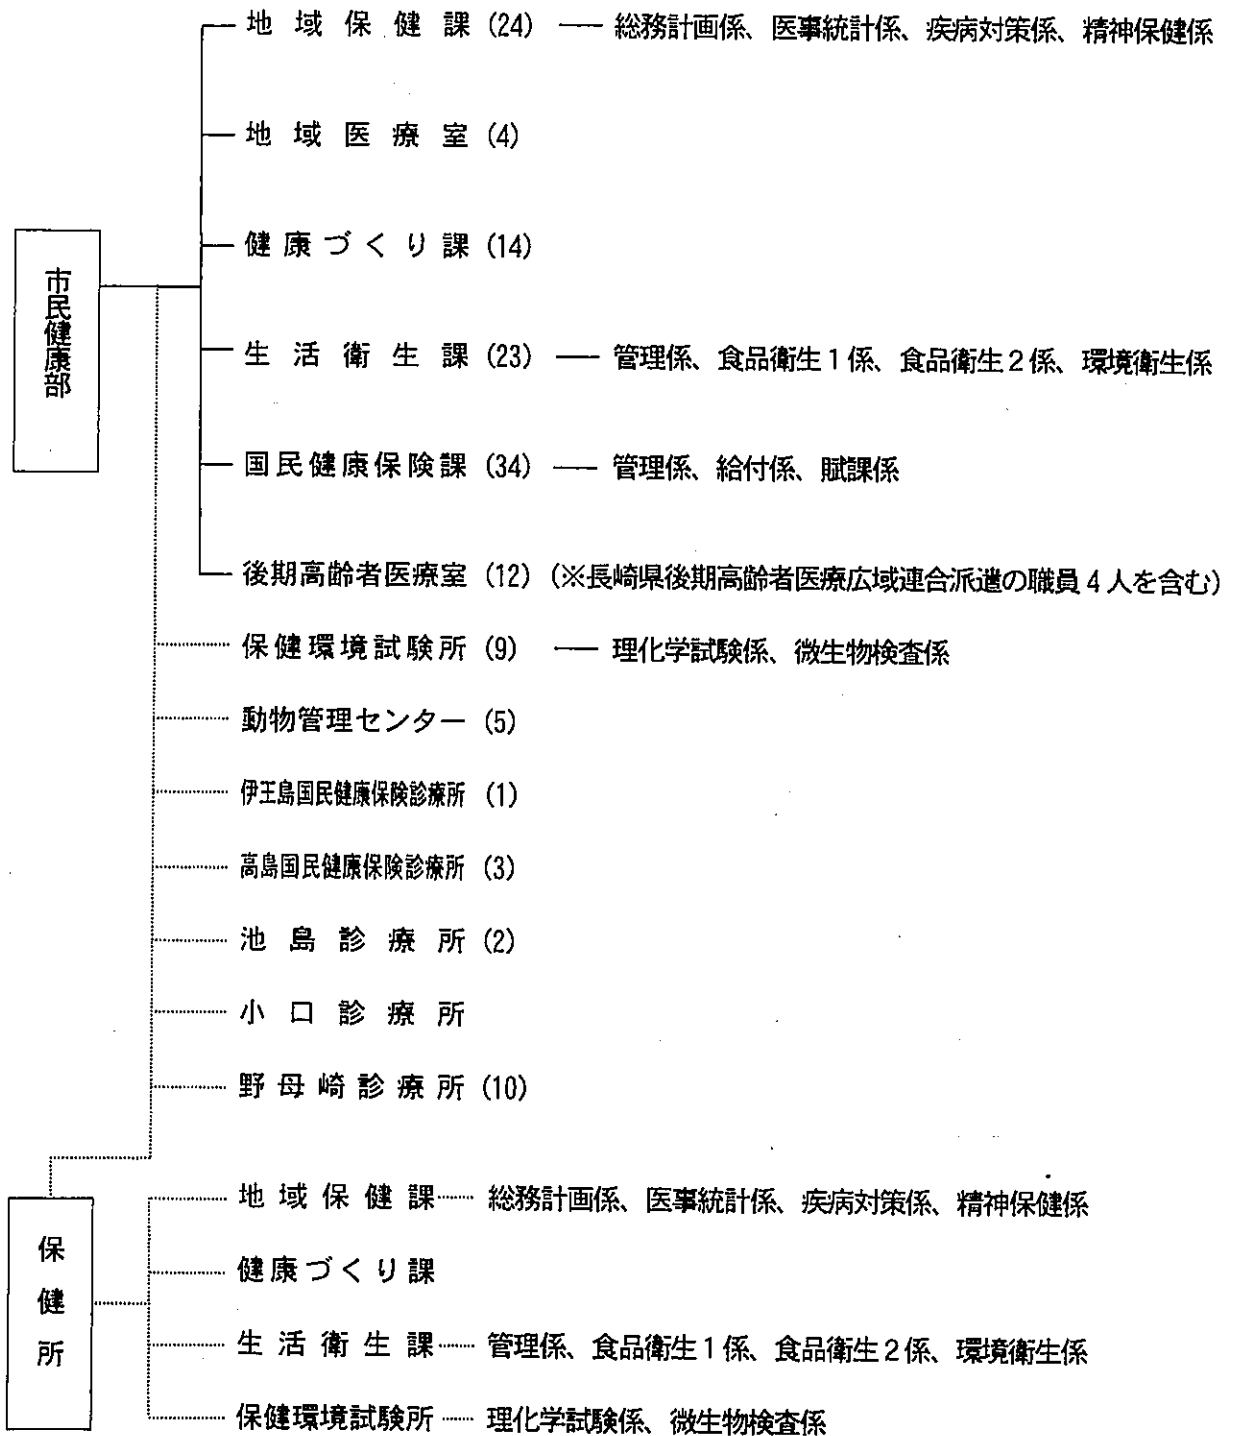 地域保健課 (24) ― 総務計画係、医事統計係、疾病対策係、精神保健係
地域医療室 (4)
健康づくり課 (14)
市民健康部
生活衛生課 (23) ― 管理係、食品衛生1係、食品衛生2係、環境衛生係
国民健康保険課 (34) ― 管理係、給付係、賦課係
後期高齢者医療室 (12) (※長崎県後期高齢者医療広域連合派遣の職員4人を含む)
保健環境試験所 (9) ― 理化学試験係、微生物検査係
動物管理センター (5)
伊王島国民健康保険診療所 (1)
高島国民健康保険診療所 (3)
池島診療所 (2)
小口診療所
野母崎診療所 (10)
保健所
地域保健課 …… 総務計画係、医事統計係、疾病対策係、精神保健係
健康づくり課
生活衛生課 …… 管理係、食品衛生1係、食品衛生2係、環境衛生係
保健環境試験所 …… 理化学試験係、微生物検査係